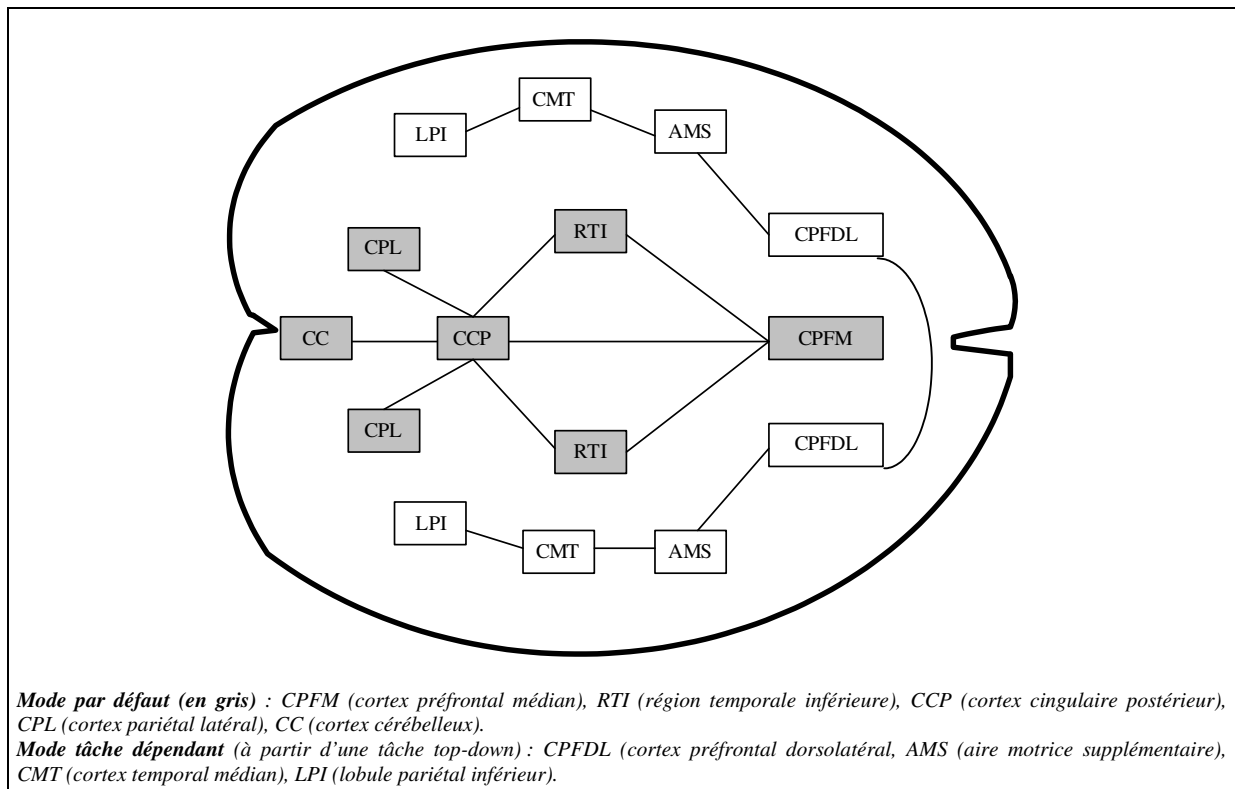 CMT
LPI
AMS
CPFDL
RTI
CPL
CC
CCP
CPFM
CPL
RTI
CPFDL
LPI
CMT
AMS
Mode par défaut (en gris) : CPFM (cortex préfrontal médian), RTI (région temporale inférieure), CCP (cortex cingulaire postérieur),
CPL (cortex pariétal latéral), CC (cortex cérébelleux).
Mode tâche dépendant (à partir d'une tâche top-down) : CPFDL (cortex préfrontal dorsolatéral, AMS (aire motrice supplémentaire),
CMT (cortex temporal médian), LPI (lobule pariétal inférieur).